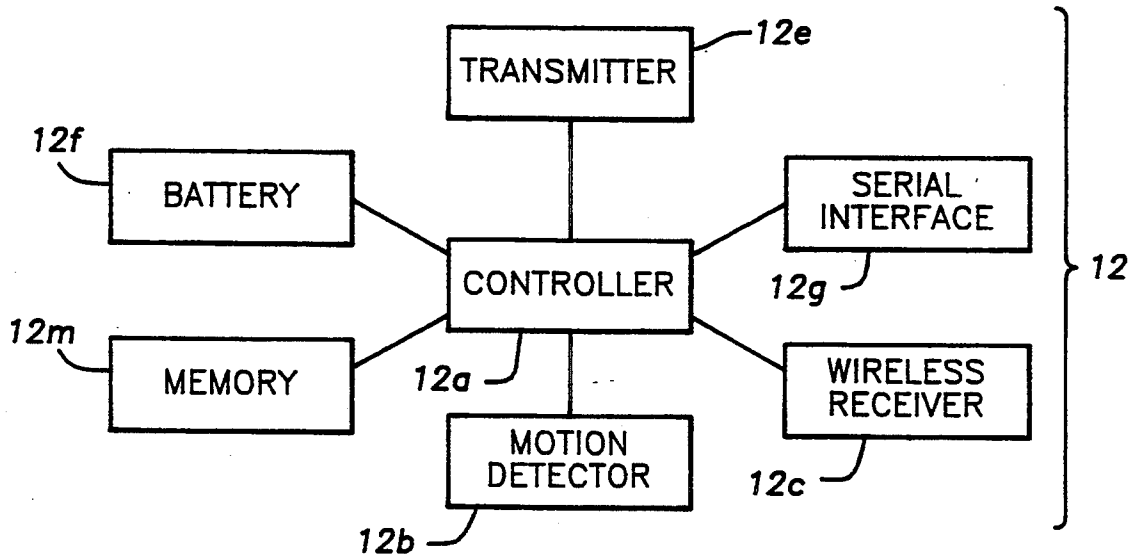 12e
TRANSMITTER
12f
BATTERY
SERIAL
INTERFACE
12g
CONTROLLER
12
12m
MEMORY
12a
WIRELESS
RECEIVER
12c
MOTION
DETECTOR
12b